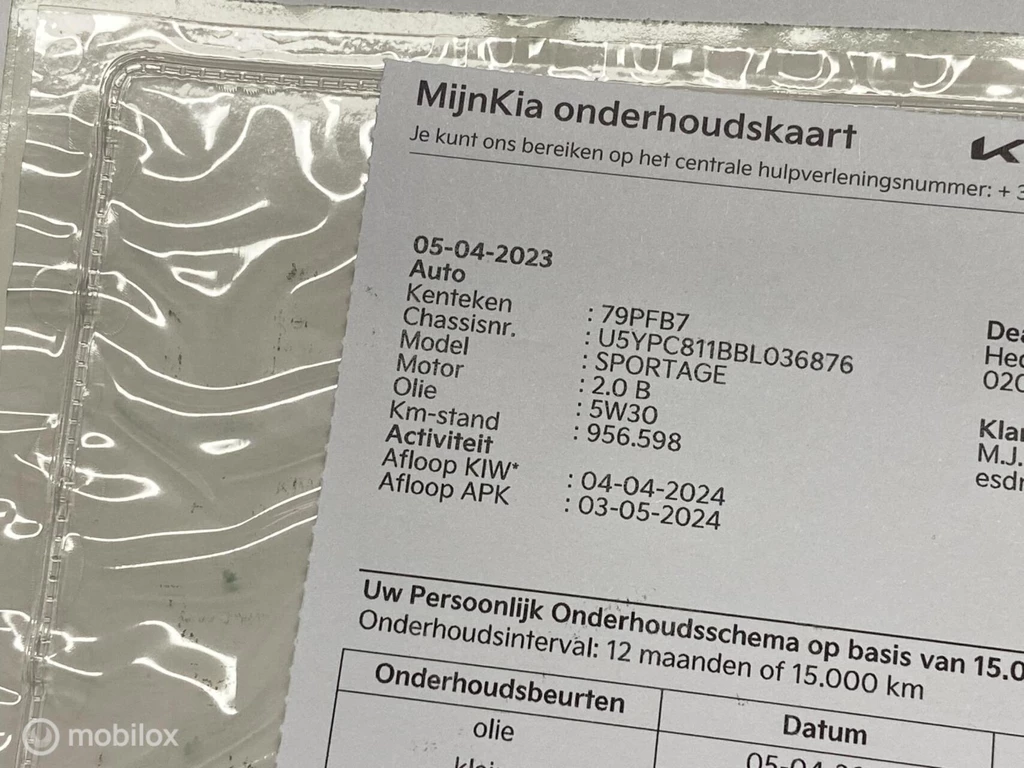 MijnKia onderhoudskaart
Je kunt ons bereiken op het centrale hulpverleningsnummer: +
05-04-2023
Auto
Kenteken : 79PFB7
Chassisnr. : U5YPC811BBL036876
Model : SPORTAGE
Motor : 2.0 B
Olie : 5W30
Km-stand : 956.598
Activiteit
Afloop KIW* : 04-04-2024
Afloop APK : 03-05-2024
M.J.
Uw Persoonlijk Onderhoudsschema op basis van 15.0
Onderhoudsinterval: 12 maanden of 15.000 km
Onderhoudsbeurten Datum
olie
mobilox